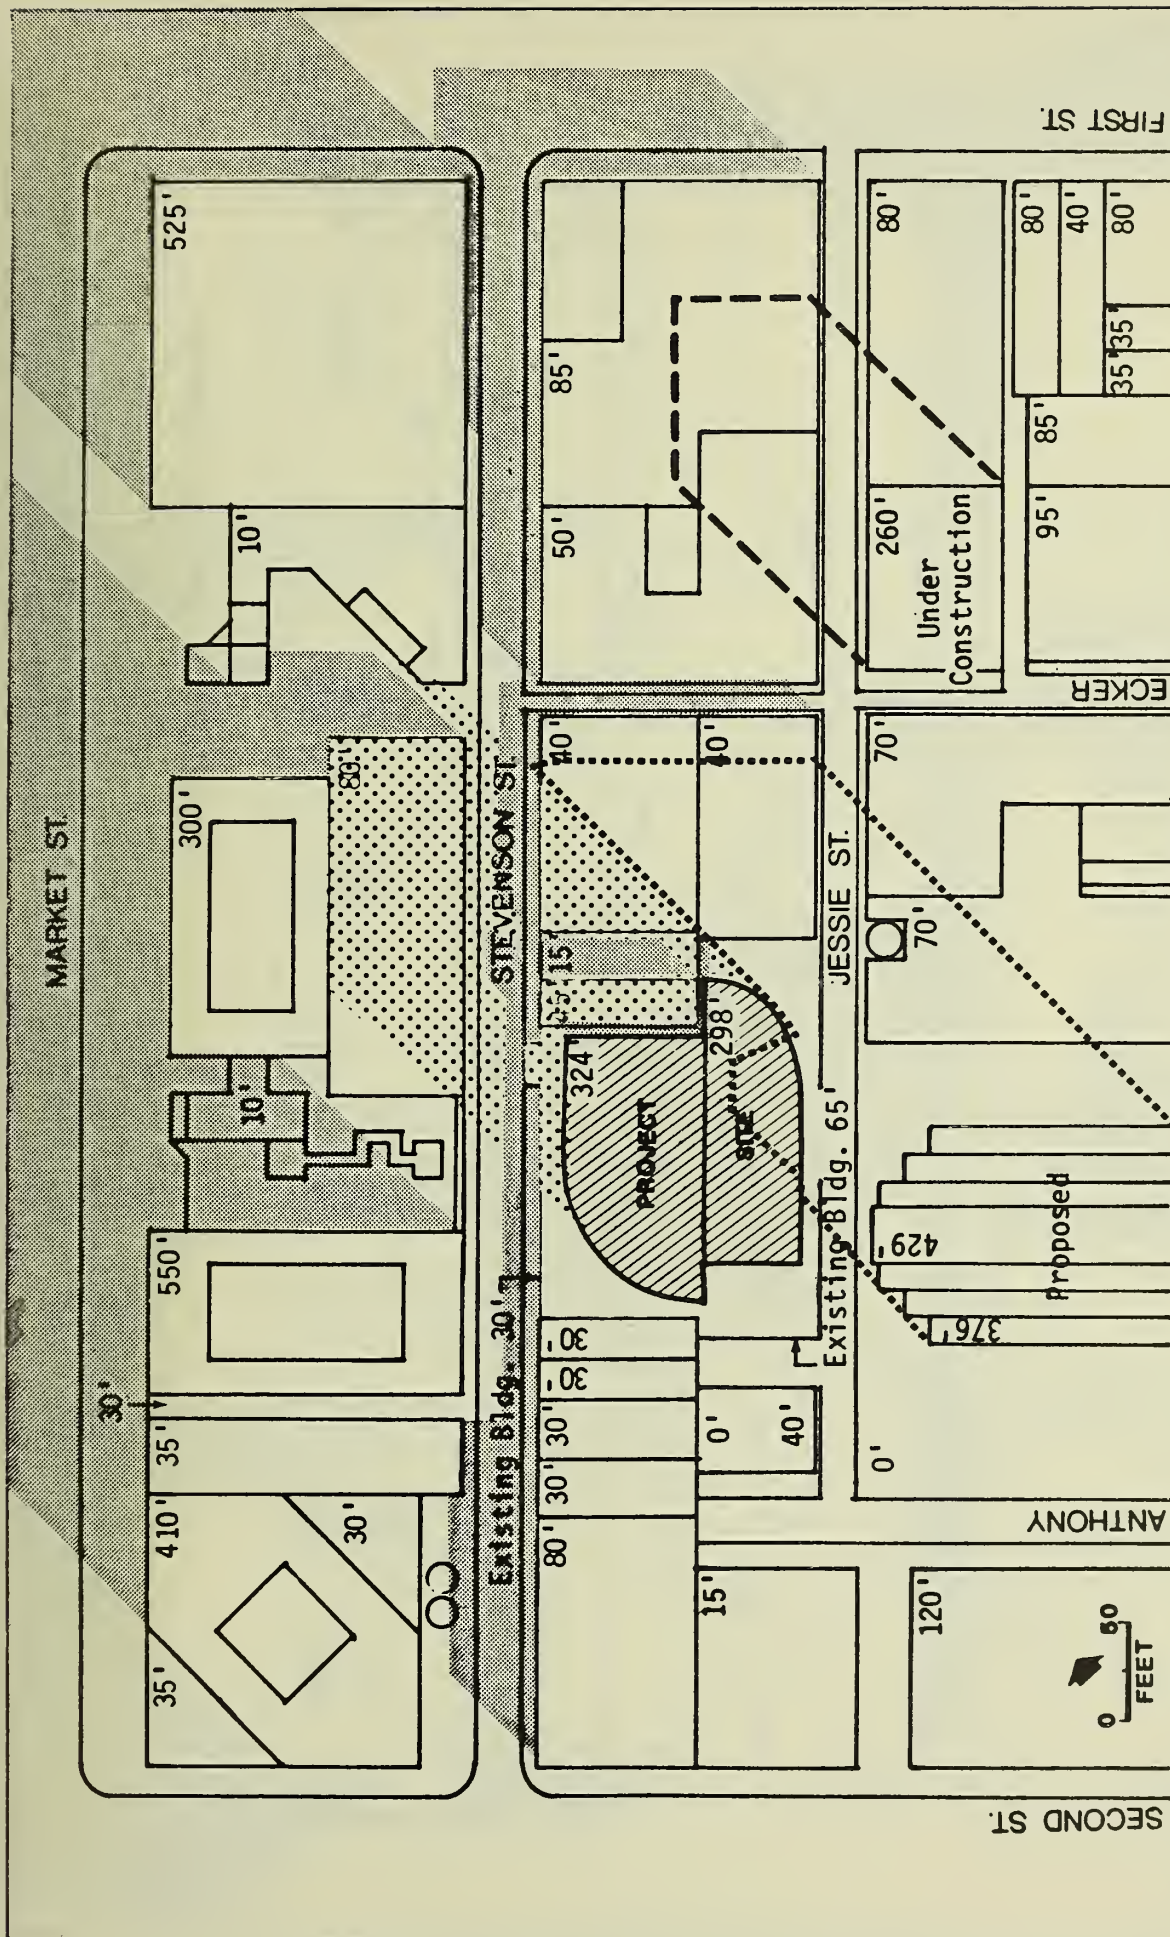 MARKET ST.
STEVENSON ST.
JESSIE ST.
FIRST ST.
ECKER
ANTHONY
SECOND ST.
525'
10'
300'
80'
10'
550'
30'
35'
410'
30'
35'
85'
50'
40'
40'
15'
324'
298'
PROJECT
SITE
Existing Bldg. 30'
Existing Bldg. 65'
30'
30'
30'
30'
80'
0'
40'
15'
80'
260'
Under
Construction
80'
40'
80'
35'
35'
85'
95'
70'
70'
429'
376'
Proposed
0'
120'
0 50
FEET